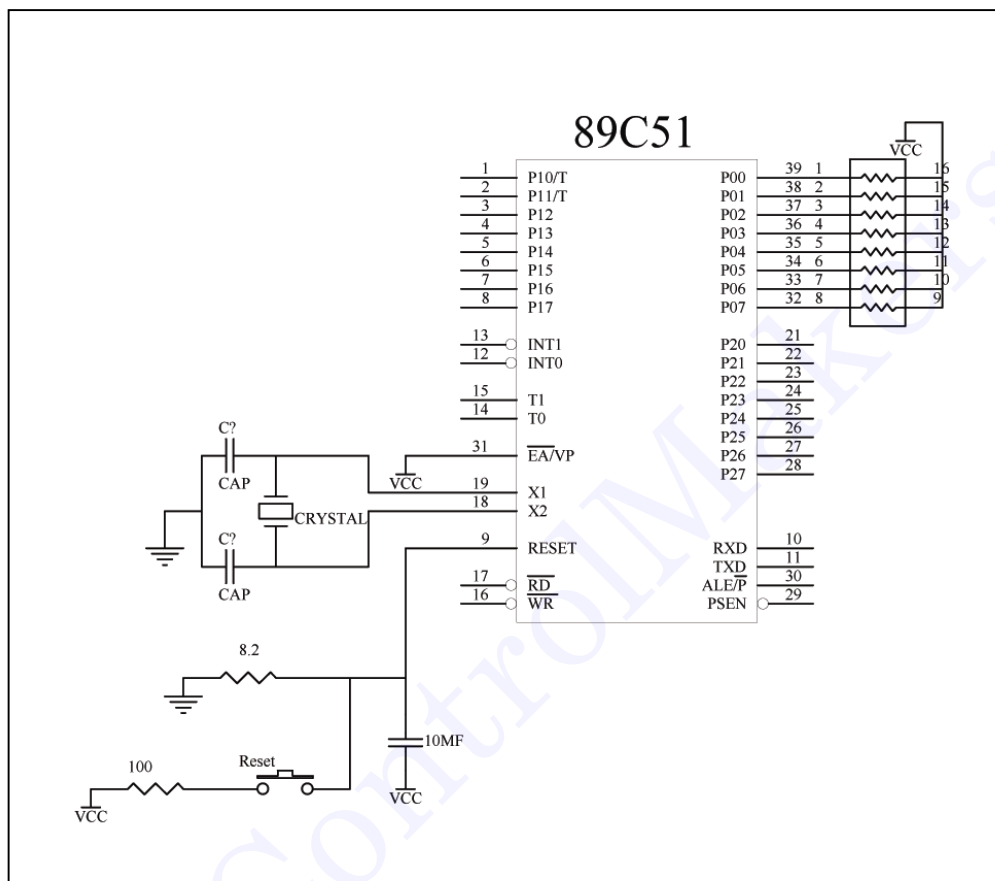 89C51
VCC
1 P10/T P00 39 1 16
2 P11/T P01 38 2 15
3 P12 P02 37 3 14
4 P13 P03 36 4 13
5 P14 P04 35 5 12
6 P15 P05 34 6 11
7 P16 P06 33 7 10
8 P17 P07 32 8 9
13 INT1 P20 21
12 INT0 P21 22
P22 23
15 T1 P23 24
14 T0 P24 25
P25 26
31 EA/VP P26 27
P27 28
VCC
19 X1
18 X2
C?
CAP
CRYSTAL
C?
CAP
9 RESET RXD 10
TXD 11
17 RD ALE/P 30
16 WR PSEN 29
8.2
10MF
Reset
100
VCC
VCC
ControlMakers